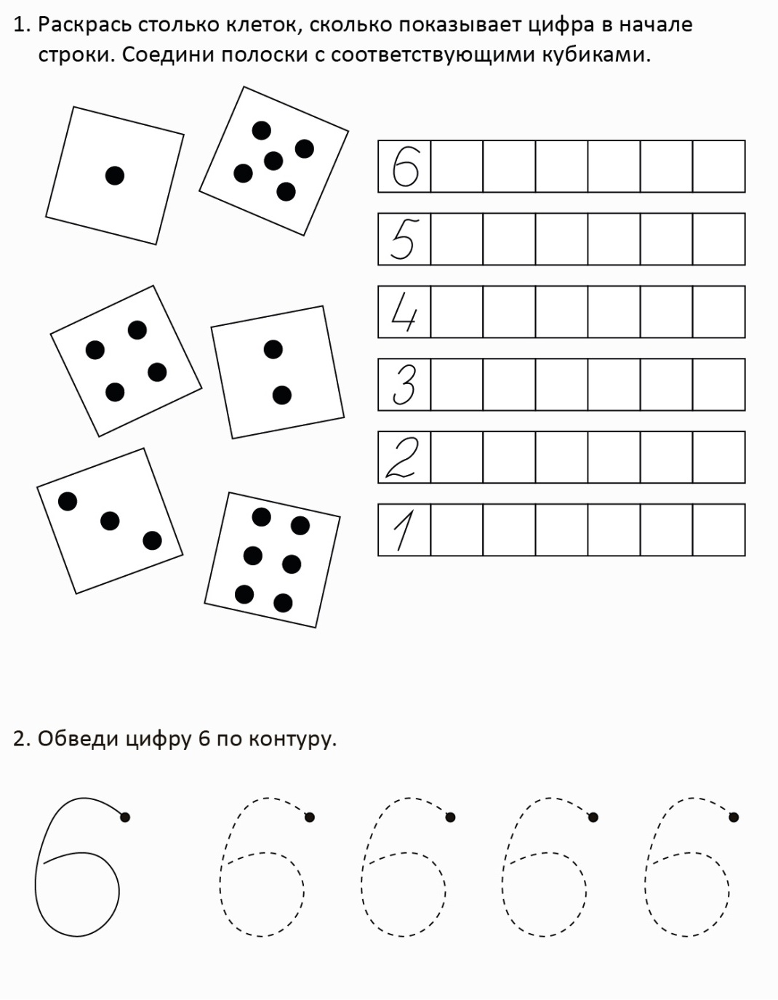 1. Раскрась столько клеток, сколько показывает цифра в начале
строки. Соедини полоски с соответствующими кубиками.
6
5
4
3
2
1
2. Обведи цифру 6 по контуру.
6 6 6 6 6